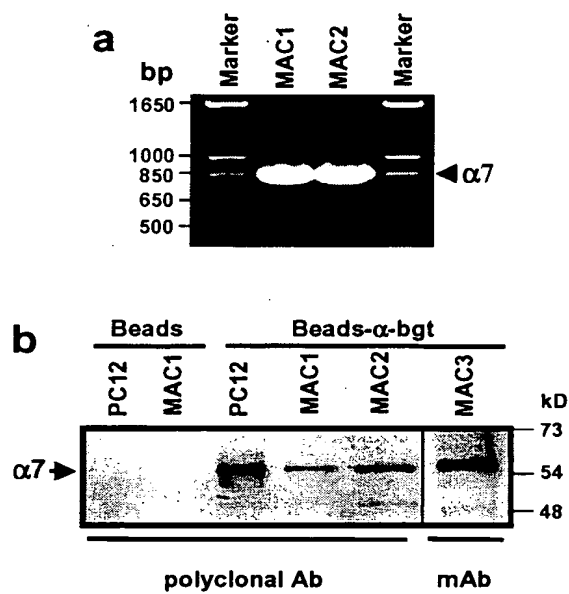 a
bp
Marker
MAC1
MAC2
Marker
1650
1000
850
650
500
α7
b
Beads
Beads-α-bgt
PC12
MAC1
PC12
MAC1
MAC2
MAC3
kD
α7
73
54
48
polyclonal Ab
mAb